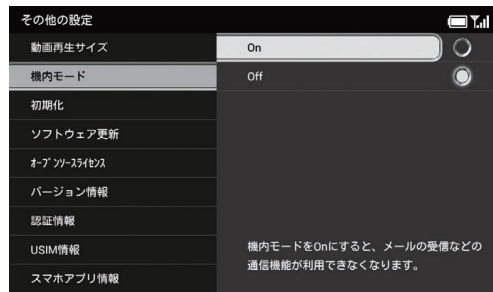 その他の設定
動画再生サイズ
On
機内モード
Off
初期化
ソフトウェア更新
ｵｰﾌﾟﾝｿｰｽﾗｲｾﾝｽ
バージョン情報
認証情報
USIM情報
スマホアプリ情報
機内モードをOnにすると、メールの受信などの
通信機能が利用できなくなります。